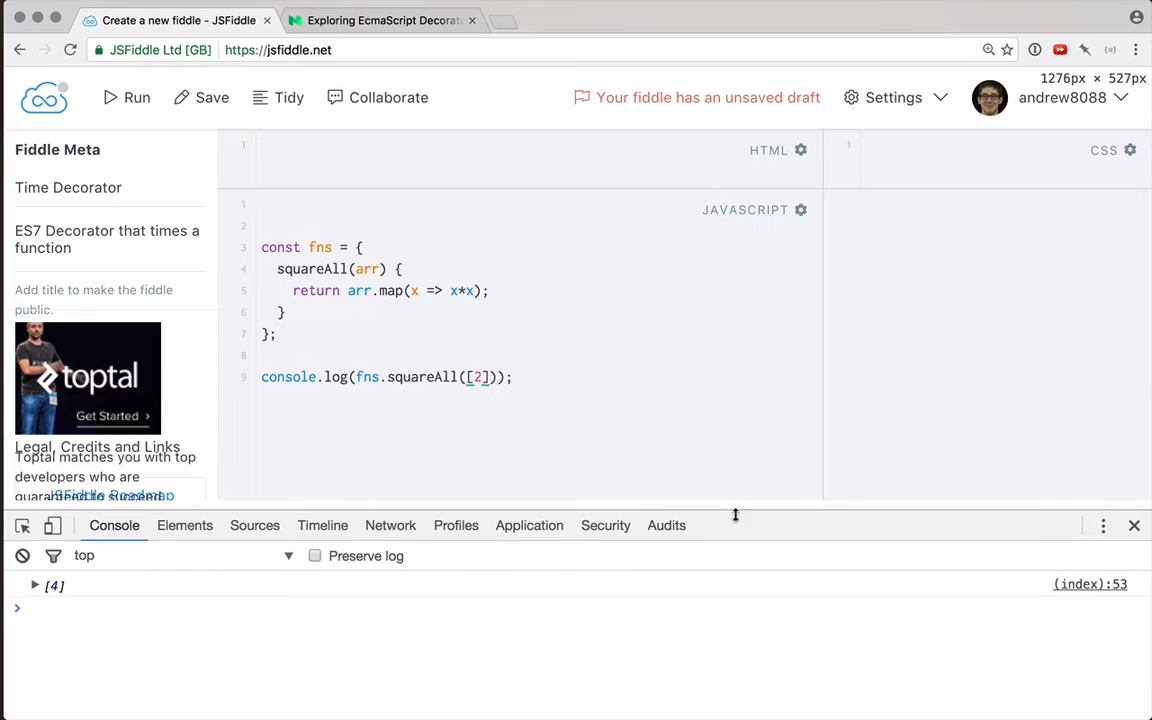 Create a new fiddle - JSFiddle
Exploring EcmaScript Decorat
JSFiddle Ltd [GB] https://jsfiddle.net
1276px × 527px
Run Save Tidy Collaborate Your fiddle has an unsaved draft Settings andrew8088
Fiddle Meta
Time Decorator
ES7 Decorator that times a
function
Add title to make the fiddle
public.
toptal
Get Started ›
Legal, Credits and Links
Toptal matches you with top
developers who are
guaranteed to succeed
JSFiddle Roadmap
1 HTML
1 CSS
JAVASCRIPT
1
2
3 const fns = {
4 squareAll(arr) {
5 return arr.map(x => x*x);
6 }
7 };
8
9 console.log(fns.squareAll([2]));
Console Elements Sources Timeline Network Profiles Application Security Audits
top Preserve log
[4] (index):53